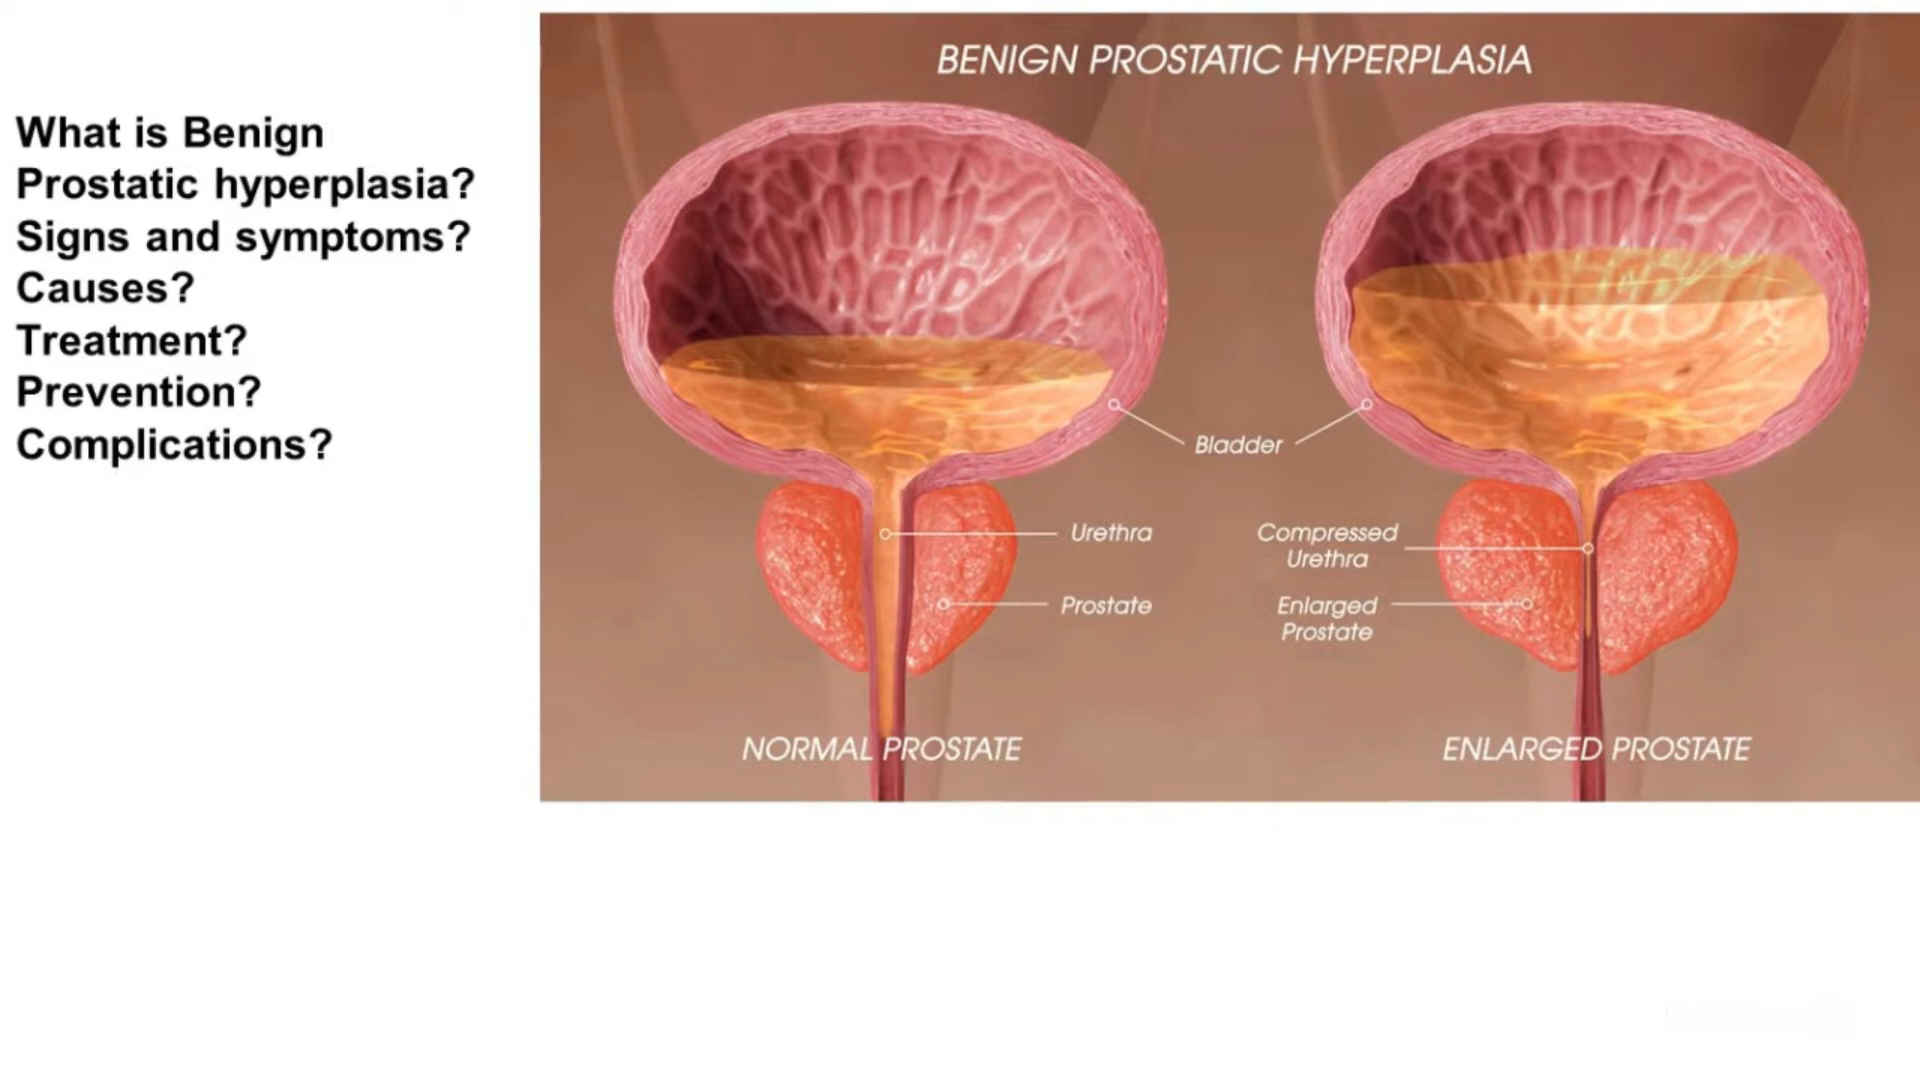 What is Benign
Prostatic hyperplasia?
Signs and symptoms?
Causes?
Treatment?
Prevention?
Complications?
BENIGN PROSTATIC HYPERPLASIA
Bladder
Urethra
Prostate
Compressed
Urethra
Enlarged
Prostate
NORMAL PROSTATE
ENLARGED PROSTATE